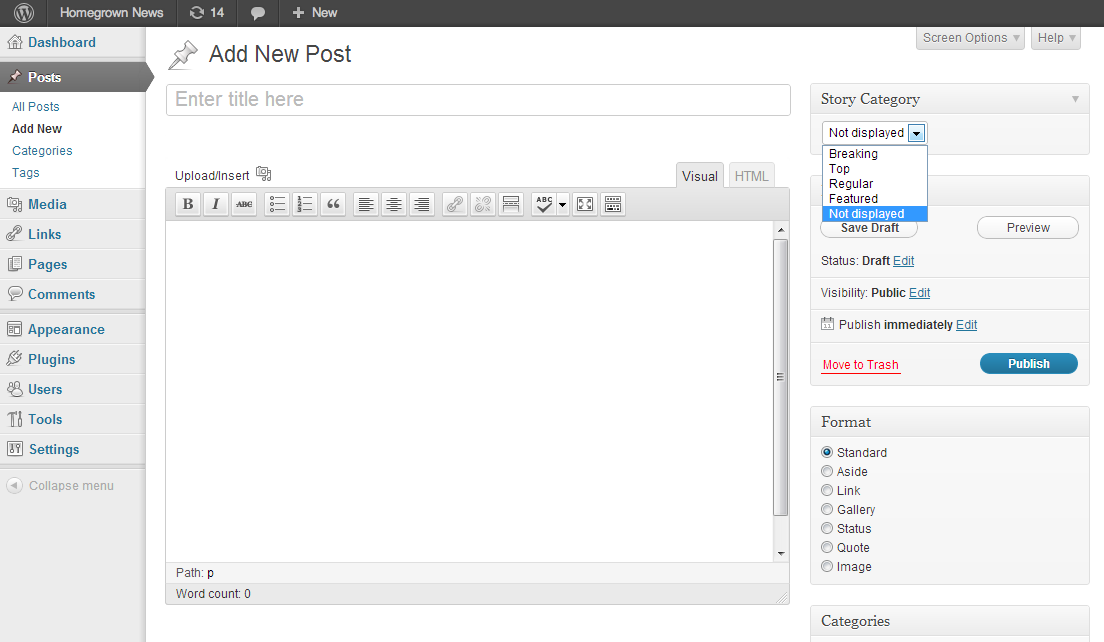 Homegrown News 14 + New
Dashboard
Posts
All Posts
Add New
Categories
Tags
Media
Links
Pages
Comments
Appearance
Plugins
Users
Tools
Settings
Collapse menu
Screen Options Help
Add New Post
Enter title here
Upload/Insert
Visual HTML
B I ABC ABC
Path: p
Word count: 0
Story Category
Not displayed
Breaking
Top
Regular
Featured
Not displayed
Save Draft Preview
Status: Draft Edit
Visibility: Public Edit
Publish immediately Edit
Move to Trash Publish
Format
Standard
Aside
Link
Gallery
Status
Quote
Image
Categories